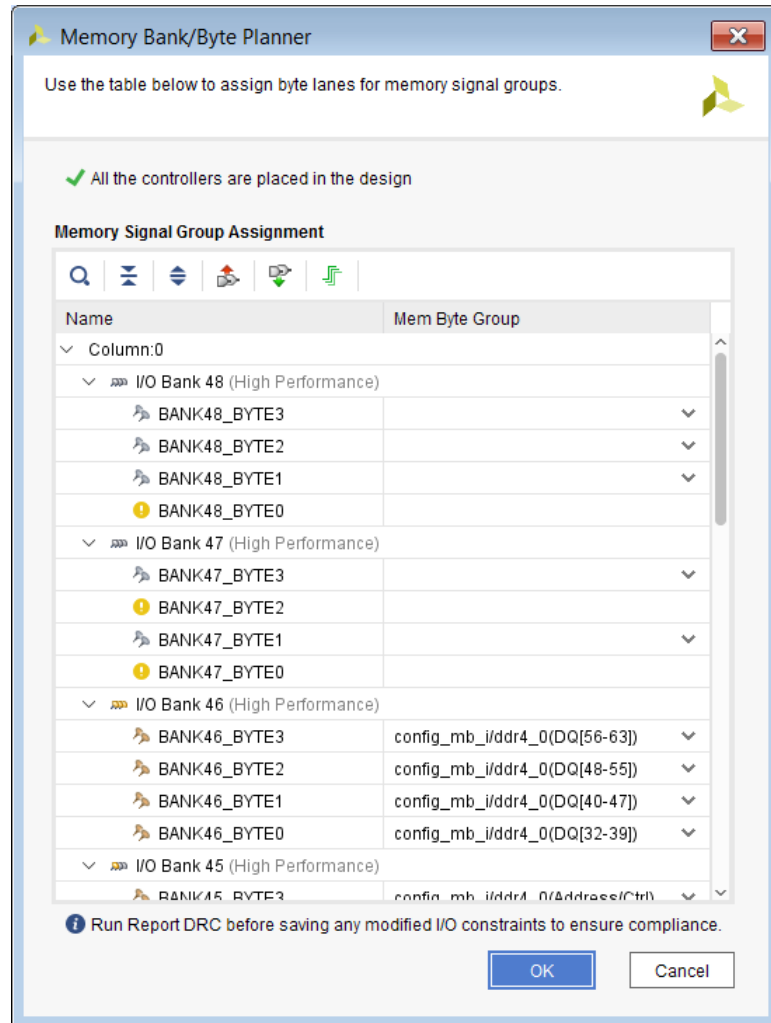 Memory Bank/Byte Planner
Use the table below to assign byte lanes for memory signal groups.
All the controllers are placed in the design
Memory Signal Group Assignment
Name Mem Byte Group
Column:0
I/O Bank 48 (High Performance)
BANK48_BYTE3
BANK48_BYTE2
BANK48_BYTE1
BANK48_BYTE0
I/O Bank 47 (High Performance)
BANK47_BYTE3
BANK47_BYTE2
BANK47_BYTE1
BANK47_BYTE0
I/O Bank 46 (High Performance)
BANK46_BYTE3 config_mb_i/ddr4_0(DQ[56-63])
BANK46_BYTE2 config_mb_i/ddr4_0(DQ[48-55])
BANK46_BYTE1 config_mb_i/ddr4_0(DQ[40-47])
BANK46_BYTE0 config_mb_i/ddr4_0(DQ[32-39])
I/O Bank 45 (High Performance)
BANK45_BYTE3 config_mb_i/ddr4_0(Address/Ctrl)
Run Report DRC before saving any modified I/O constraints to ensure compliance.
OK Cancel